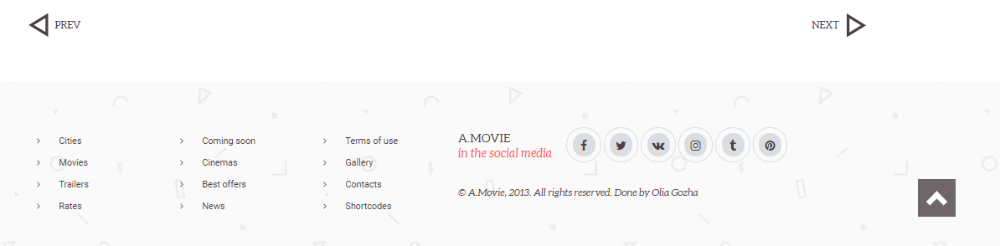 PREV
NEXT
Cities
Movies
Trailers
Rates
Coming soon
Cinemas
Best offers
News
Terms of use
Gallery
Contacts
Shortcodes
A.MOVIE
in the social media
© A.Movie, 2013. All rights reserved. Done by Olia Gozha